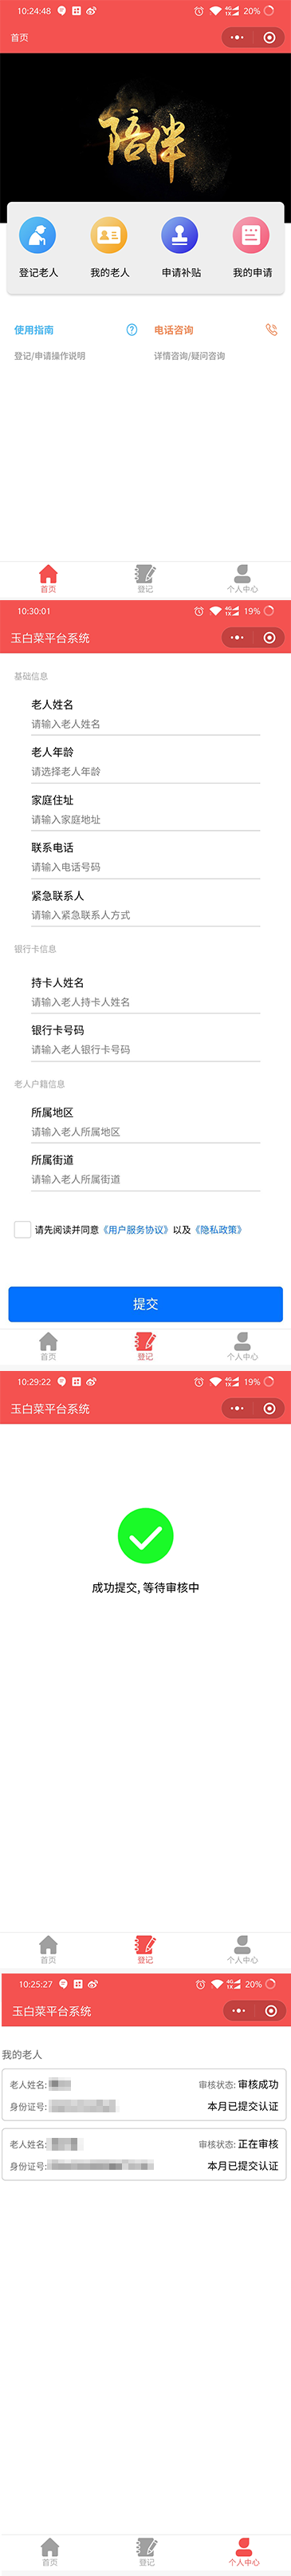 10:24:48
4G 1X 20%
首页
陪伴
登记老人 我的老人 申请补贴 我的申请
使用指南 电话咨询
登记/申请操作说明 详情咨询/疑问咨询
首页 登记 个人中心
10:30:01
4G 1X 19%
玉白菜平台系统
基础信息
老人姓名
请输入老人姓名
老人年龄
请选择老人年龄
家庭住址
请输入家庭地址
联系电话
请输入电话号码
紧急联系人
请输入紧急联系人方式
银行卡信息
持卡人姓名
请输入老人持卡人姓名
银行卡号码
请输入老人银行卡号码
老人户籍信息
所属地区
请输入老人所属地区
所属街道
请输入老人所属街道
请先阅读并同意《用户服务协议》以及《隐私政策》
提交
首页 登记 个人中心
10:29:22
4G 1X 19%
玉白菜平台系统
成功提交, 等待审核中
首页 登记 个人中心
10:25:27
4G 1X 20%
玉白菜平台系统
我的老人
老人姓名: 审核状态: 审核成功
身份证号: 本月已提交认证
老人姓名: 审核状态: 正在审核
身份证号: 本月已提交认证
首页 登记 个人中心